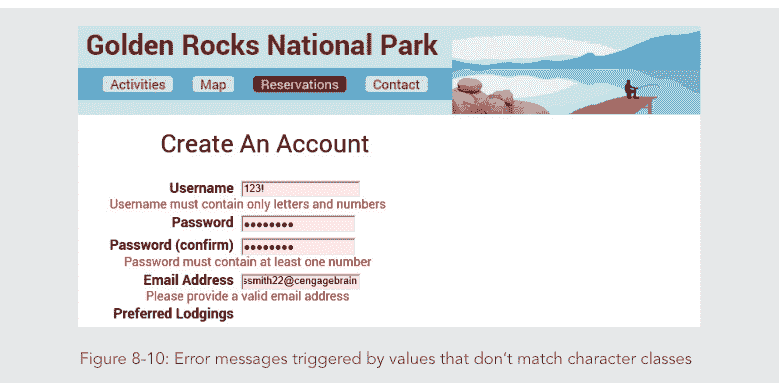 Golden Rocks National Park
Activities Map Reservations Contact
Create An Account
Username 123!
Username must contain only letters and numbers
Password ••••••••
Password (confirm) ••••••••
Password must contain at least one number
Email Address ssmith22@cengagebrain
Please provide a valid email address
Preferred Lodgings
Figure 8-10: Error messages triggered by values that don’t match character classes